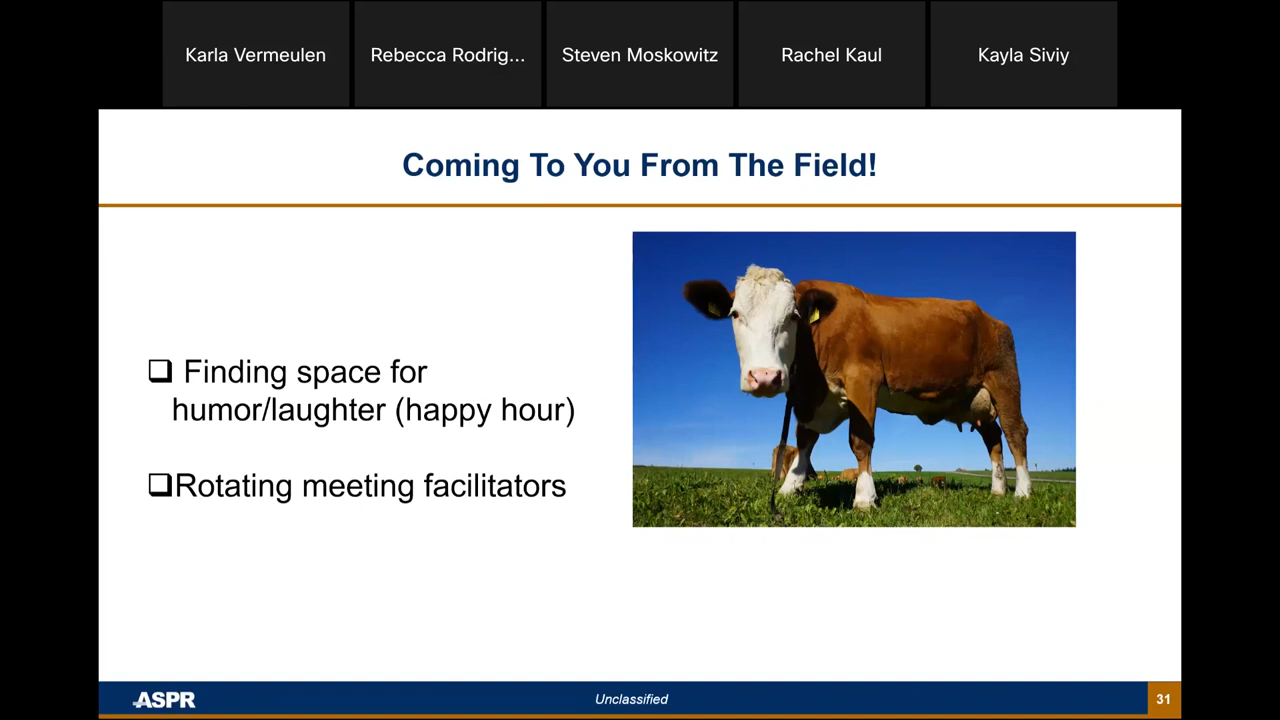 Karla Vermeulen
Rebecca Rodrig...
Steven Moskowitz
Rachel Kaul
Kayla Siviy
Coming To You From The Field!
Finding space for
humor/laughter (happy hour)
Rotating meeting facilitators
ASPR
Unclassified
31